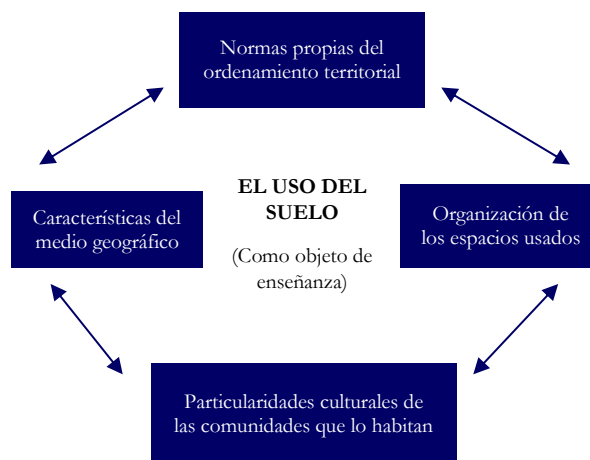 Normas propias del
ordenamiento territorial
EL USO DEL
SUELO
(Como objeto de
enseñanza)
Características del
medio geográfico
Organización de
los espacios usados
Particularidades culturales de
las comunidades que lo habitan